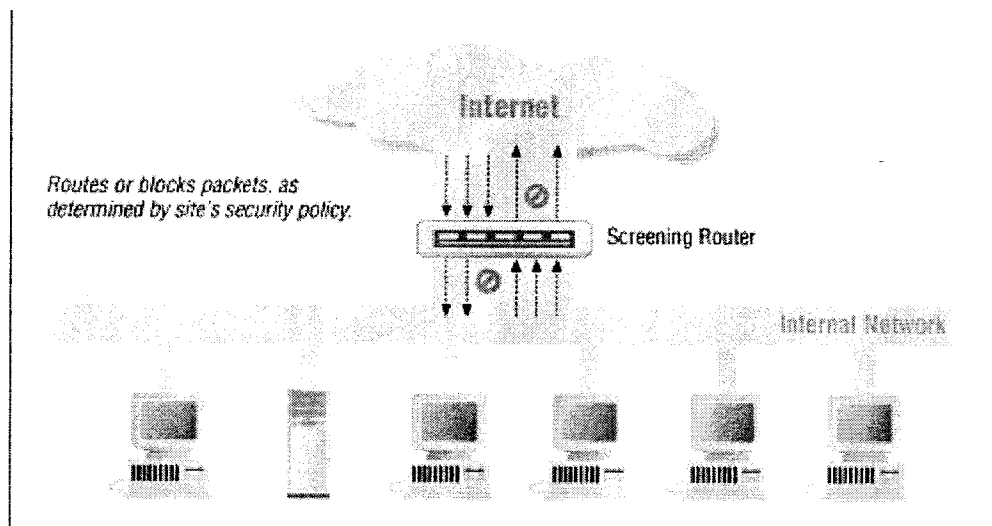 Internet
Routes or blocks packets, as
determined by site's security policy.
Screening Router
Internal Network